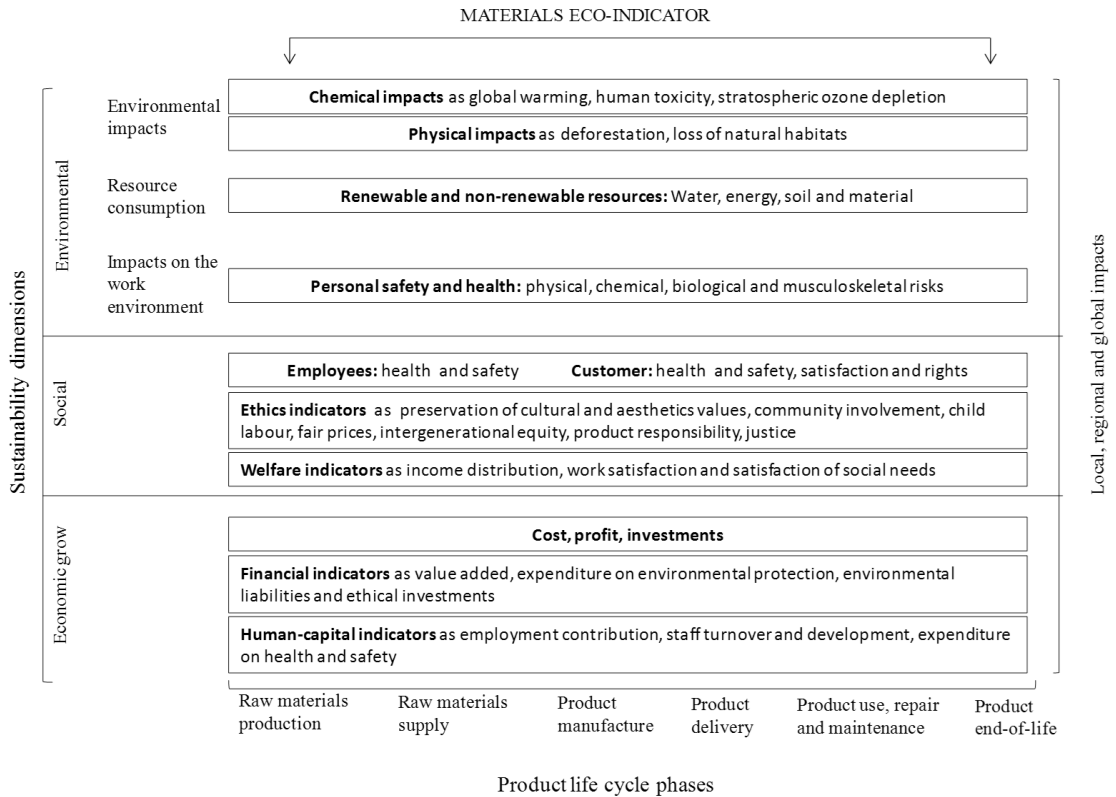 MATERIALS ECO-INDICATOR
Environmental
impacts
Chemical impacts as global warming, human toxicity, stratospheric ozone depletion
Physical impacts as deforestation, loss of natural habitats
Resource
consumption
Renewable and non-renewable resources: Water, energy, soil and material
Impacts on the
work
environment
Personal safety and health: physical, chemical, biological and musculoskeletal risks
Environmental
Sustainability dimensions
Local, regional and global impacts
Social
Employees: health and safety Customer: health and safety, satisfaction and rights
Ethics indicators as preservation of cultural and aesthetics values, community involvement, child
labour, fair prices, intergenerational equity, product responsibility, justice
Welfare indicators as income distribution, work satisfaction and satisfaction of social needs
Economic grow
Cost, profit, investments
Financial indicators as value added, expenditure on environmental protection, environmental
liabilities and ethical investments
Human-capital indicators as employment contribution, staff turnover and development, expenditure
on health and safety
Raw materials
production
Raw materials
supply
Product
manufacture
Product
delivery
Product use, repair
and maintenance
Product
end-of-life
Product life cycle phases